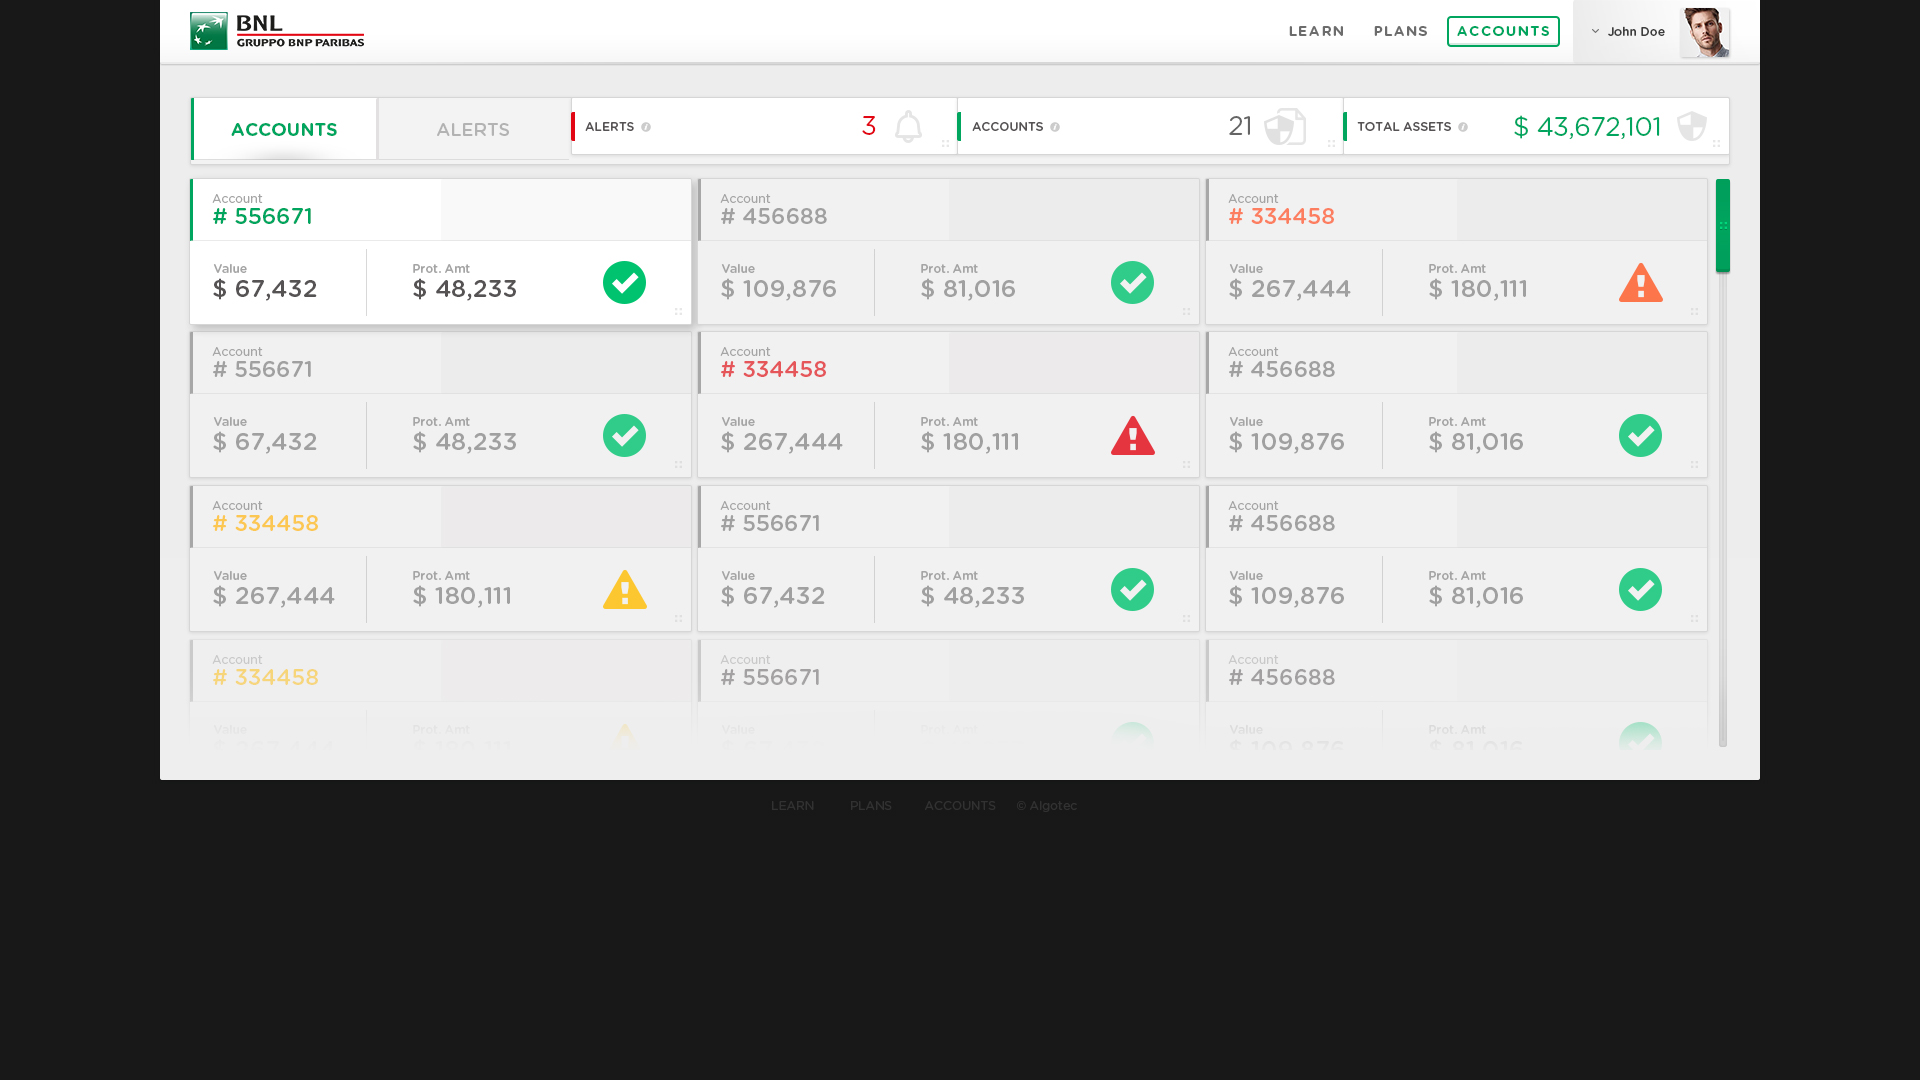 BNL
GRUPPO BNP PARIBAS
LEARN PLANS ACCOUNTS John Doe
ACCOUNTS ALERTS ALERTS 3 ACCOUNTS 21 TOTAL ASSETS $ 43,672,101
Account Account Account
# 556671 # 456688 # 334458
Value Prot. Amt Value Prot. Amt Value Prot. Amt
$ 67,432 $ 48,233 $ 109,876 $ 81,016 $ 267,444 $ 180,111
Account Account Account
# 556671 # 334458 # 456688
Value Prot. Amt Value Prot. Amt Value Prot. Amt
$ 67,432 $ 48,233 $ 267,444 $ 180,111 $ 109,876 $ 81,016
Account Account Account
# 334458 # 556671 # 456688
Value Prot. Amt Value Prot. Amt Value Prot. Amt
$ 267,444 $ 180,111 $ 67,432 $ 48,233 $ 109,876 $ 81,016
Account Account Account
# 334458 # 556671 # 456688
Value Prot. Amt Value Prot. Amt Value Prot. Amt
$ 109,876 $ 81,016
LEARN PLANS ACCOUNTS © Algotec